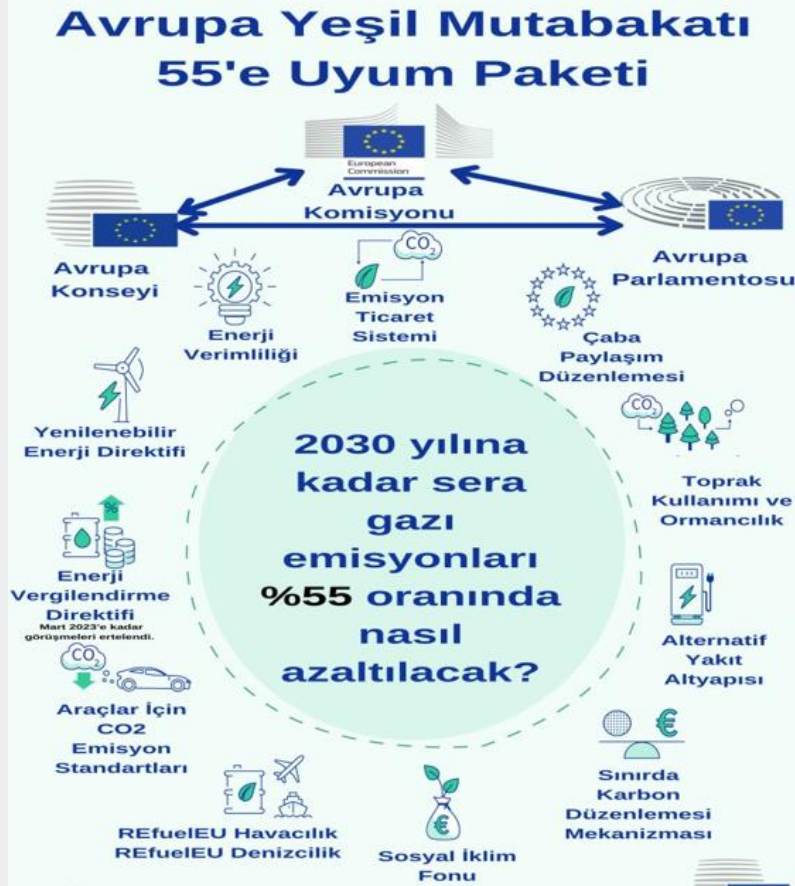 Avrupa Yeşil Mutabakatı
55'e Uyum Paketi
European
Commission
Avrupa
Komisyonu
Avrupa
Konseyi
Avrupa
Parlamentosu
Enerji
Verimliliği
CO2
Emisyon
Ticaret
Sistemi
Çaba
Paylaşım
Düzenlemesi
Yenilenebilir
Enerji Direktifi
CO2
Toprak
Kullanımı ve
Ormancılık
2030 yılına
kadar sera
gazı
emisyonları
%55 oranında
nasıl
azaltılacak?
%
Enerji
Vergilendirme
Direktifi
Mart 2023'e kadar
görüşmeleri ertelendi.
Alternatif
Yakıt
Altyapısı
CO2
Araçlar İçin
CO2
Emisyon
Standartları
€
Sınırda
Karbon
Düzenlemesi
Mekanizması
REfuelEU Havacılık
REfuelEU Denizcilik
€
Sosyal İklim
Fonu